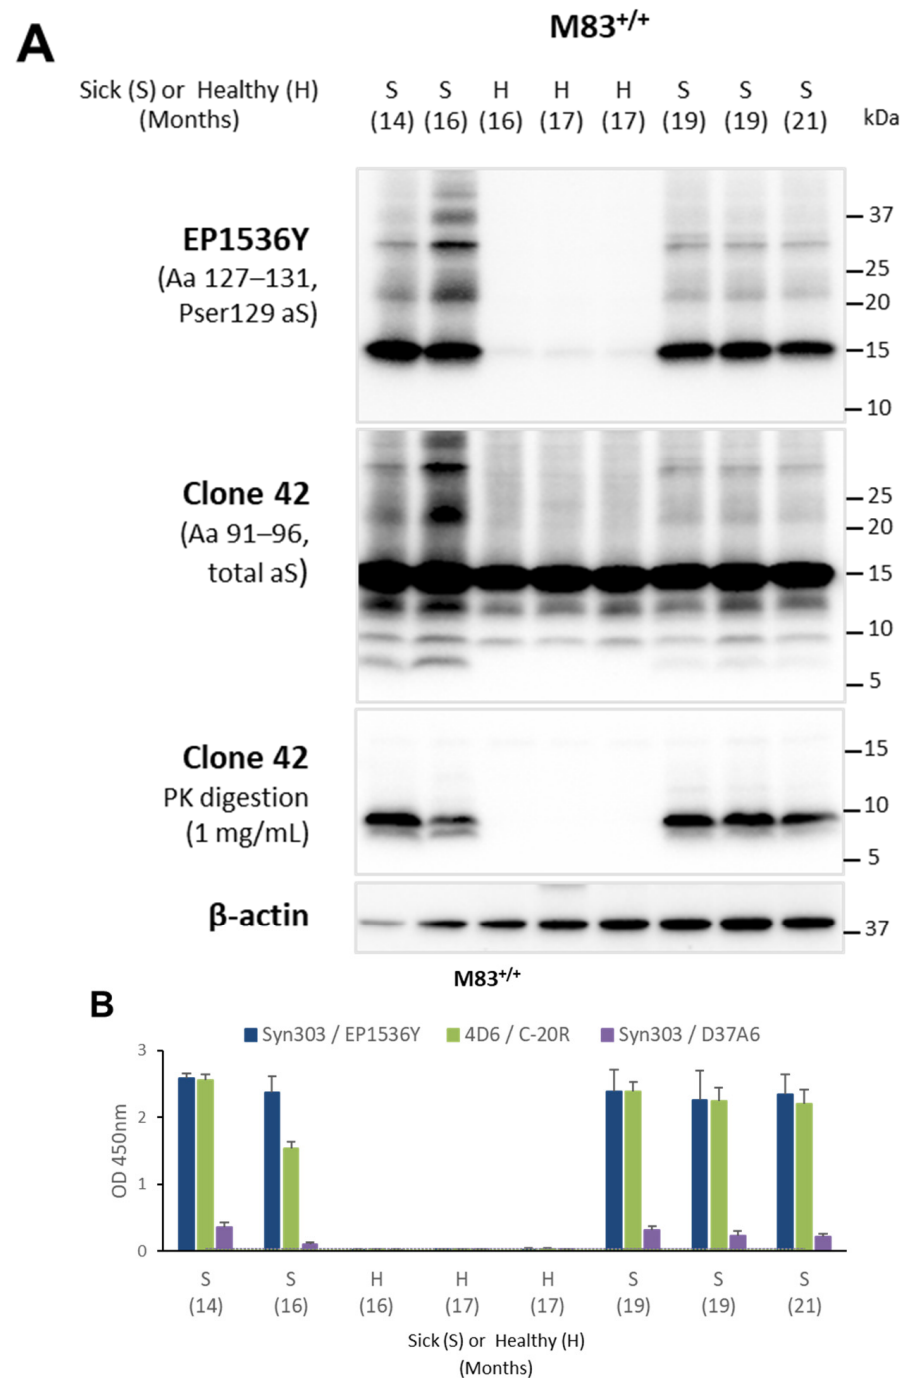 A
M83+/+
Sick (S) or Healthy (H)
(Months)
S S H H H S S S
(14) (16) (16) (17) (17) (19) (19) (21)
kDa
EP1536Y
(Aa 127–131,
Pser129 aS)
37
25
20
15
10
Clone 42
(Aa 91–96,
total aS)
25
20
15
10
5
Clone 42
PK digestion
(1 mg/mL)
15
10
5
β-actin
37
M83+/+
B
Syn303 / EP1536Y 4D6 / C-20R Syn303 / D37A6
OD 450nm
3
2
1
0
S S H H H S S S
(14) (16) (16) (17) (17) (19) (19) (21)
Sick (S) or Healthy (H)
(Months)